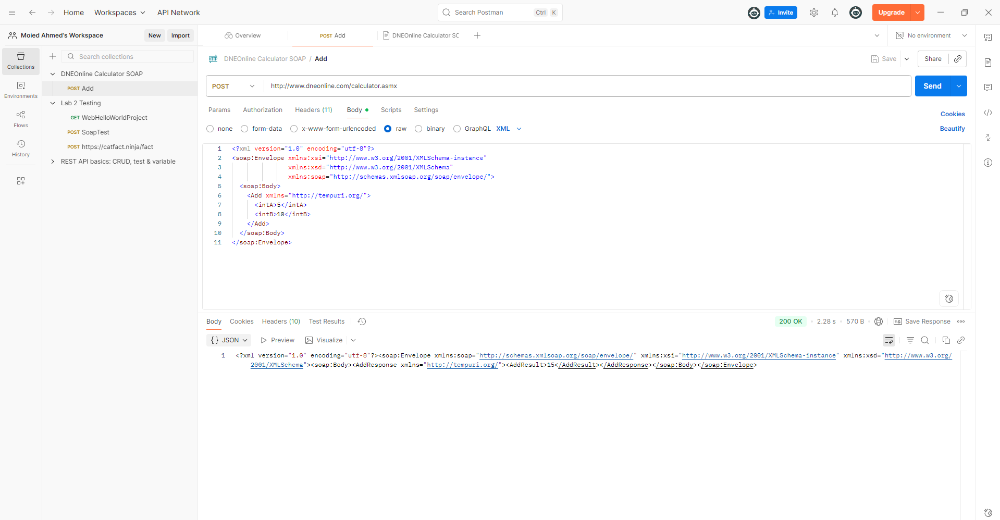 Home Workspaces API Network Search Postman Ctrl K Invite Upgrade
Moied Ahmed's Workspace New Import Overview POST Add DNEOnline Calculator SO No environment
Collections
Environments
Flows
History
Search collections
DNEOnline Calculator SOAP
POST Add
Lab 2 Testing
GET WebHelloWorldProject
POST SoapTest
POST https://catfact.ninja/fact
REST API basics: CRUD, test & variable
HTTP DNEOnline Calculator SOAP / Add Save Share
POST http://www.dneonline.com/calculator.asmx Send
Params Authorization Headers (11) Body Scripts Settings Cookies
none form-data x-www-form-urlencoded raw binary GraphQL XML Beautify
1 <?xml version="1.0" encoding="utf-8"?>
2 <soap:Envelope xmlns:xsi="http://www.w3.org/2001/XMLSchema-instance"
3 xmlns:xsd="http://www.w3.org/2001/XMLSchema"
4 xmlns:soap="http://schemas.xmlsoap.org/soap/envelope/">
5 <soap:Body>
6 <Add xmlns="http://tempuri.org/">
7 <intA>5</intA>
8 <intB>10</intB>
9 </Add>
10 </soap:Body>
11 </soap:Envelope>
Body Cookies Headers (10) Test Results 200 OK 2.28 s 570 B e.g. Save Response
{} JSON Preview Visualize
1 <?xml version="1.0" encoding="utf-8"?><soap:Envelope xmlns:soap="http://schemas.xmlsoap.org/soap/envelope/" xmlns:xsi="http://www.w3.org/2001/XMLSchema-instance" xmlns:xsd="http://www.w3.org/
2001/XMLSchema"><soap:Body><AddResponse xmlns="http://tempuri.org/"><AddResult>15</AddResult></AddResponse></soap:Body></soap:Envelope>